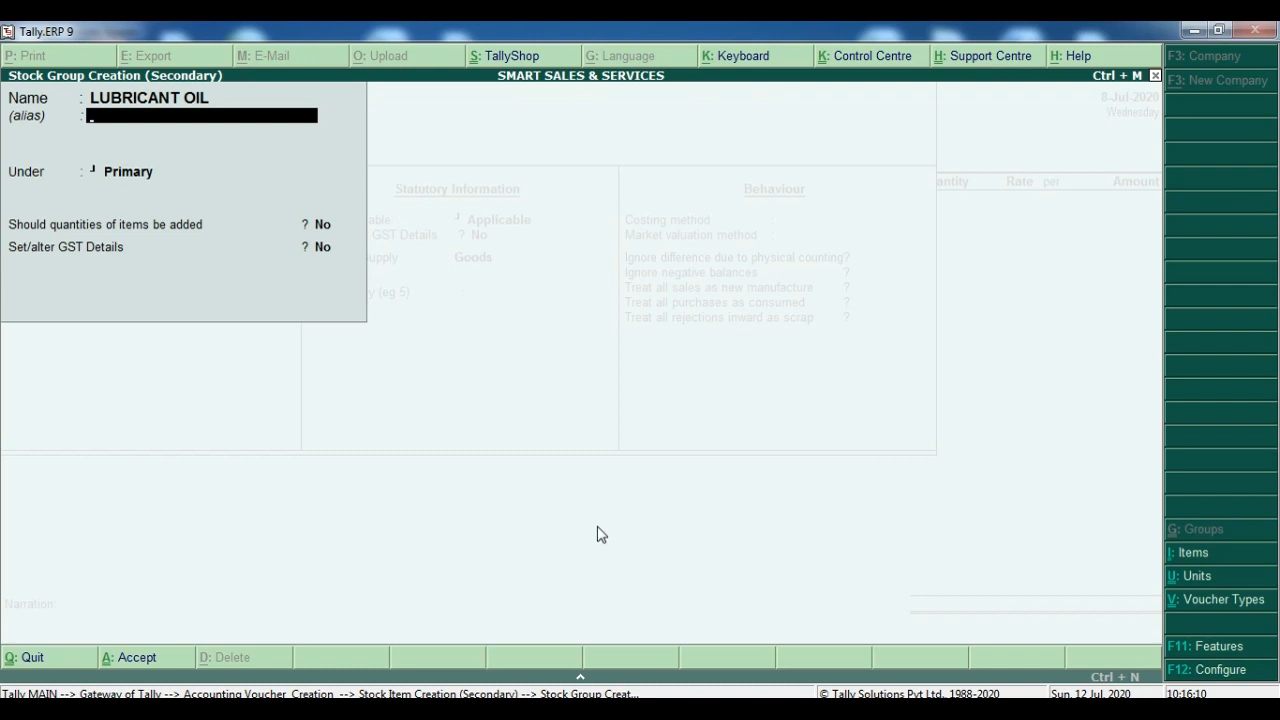 Tally.ERP 9
P: Print E: Export M: E-Mail O: Upload S: TallyShop G: Language K: Keyboard K: Control Centre H: Support Centre H: Help F3: Company
Stock Group Creation (Secondary) SMART SALES & SERVICES Ctrl + M
F3: New Company
Name : LUBRICANT OIL
8-Jul-2020
(alias) :
Wednesday
Under : Primary
antity Rate per Amount
Statutory Information Behaviour
Should quantities of items be added ? No
able Applicable Costing method :
GST Details ? No Market valuation method :
Set/alter GST Details ? No
upply Goods Ignore difference due to physical counting?
Ignore negative balances ?
y (eg 5) Treat all sales as new manufacture ?
Treat all purchases as consumed ?
Treat all rejections inward as scrap ?
G: Groups
I: Items
U: Units
V: Voucher Types
Narration:
F11: Features
Q: Quit A: Accept D: Delete
F12: Configure
Ctrl + N
Tally MAIN --> Gateway of Tally --> Accounting Voucher Creation --> Stock Item Creation (Secondary) --> Stock Group Creat... © Tally Solutions Pvt Ltd., 1988-2020 Sun, 12 Jul, 2020 10:16:10